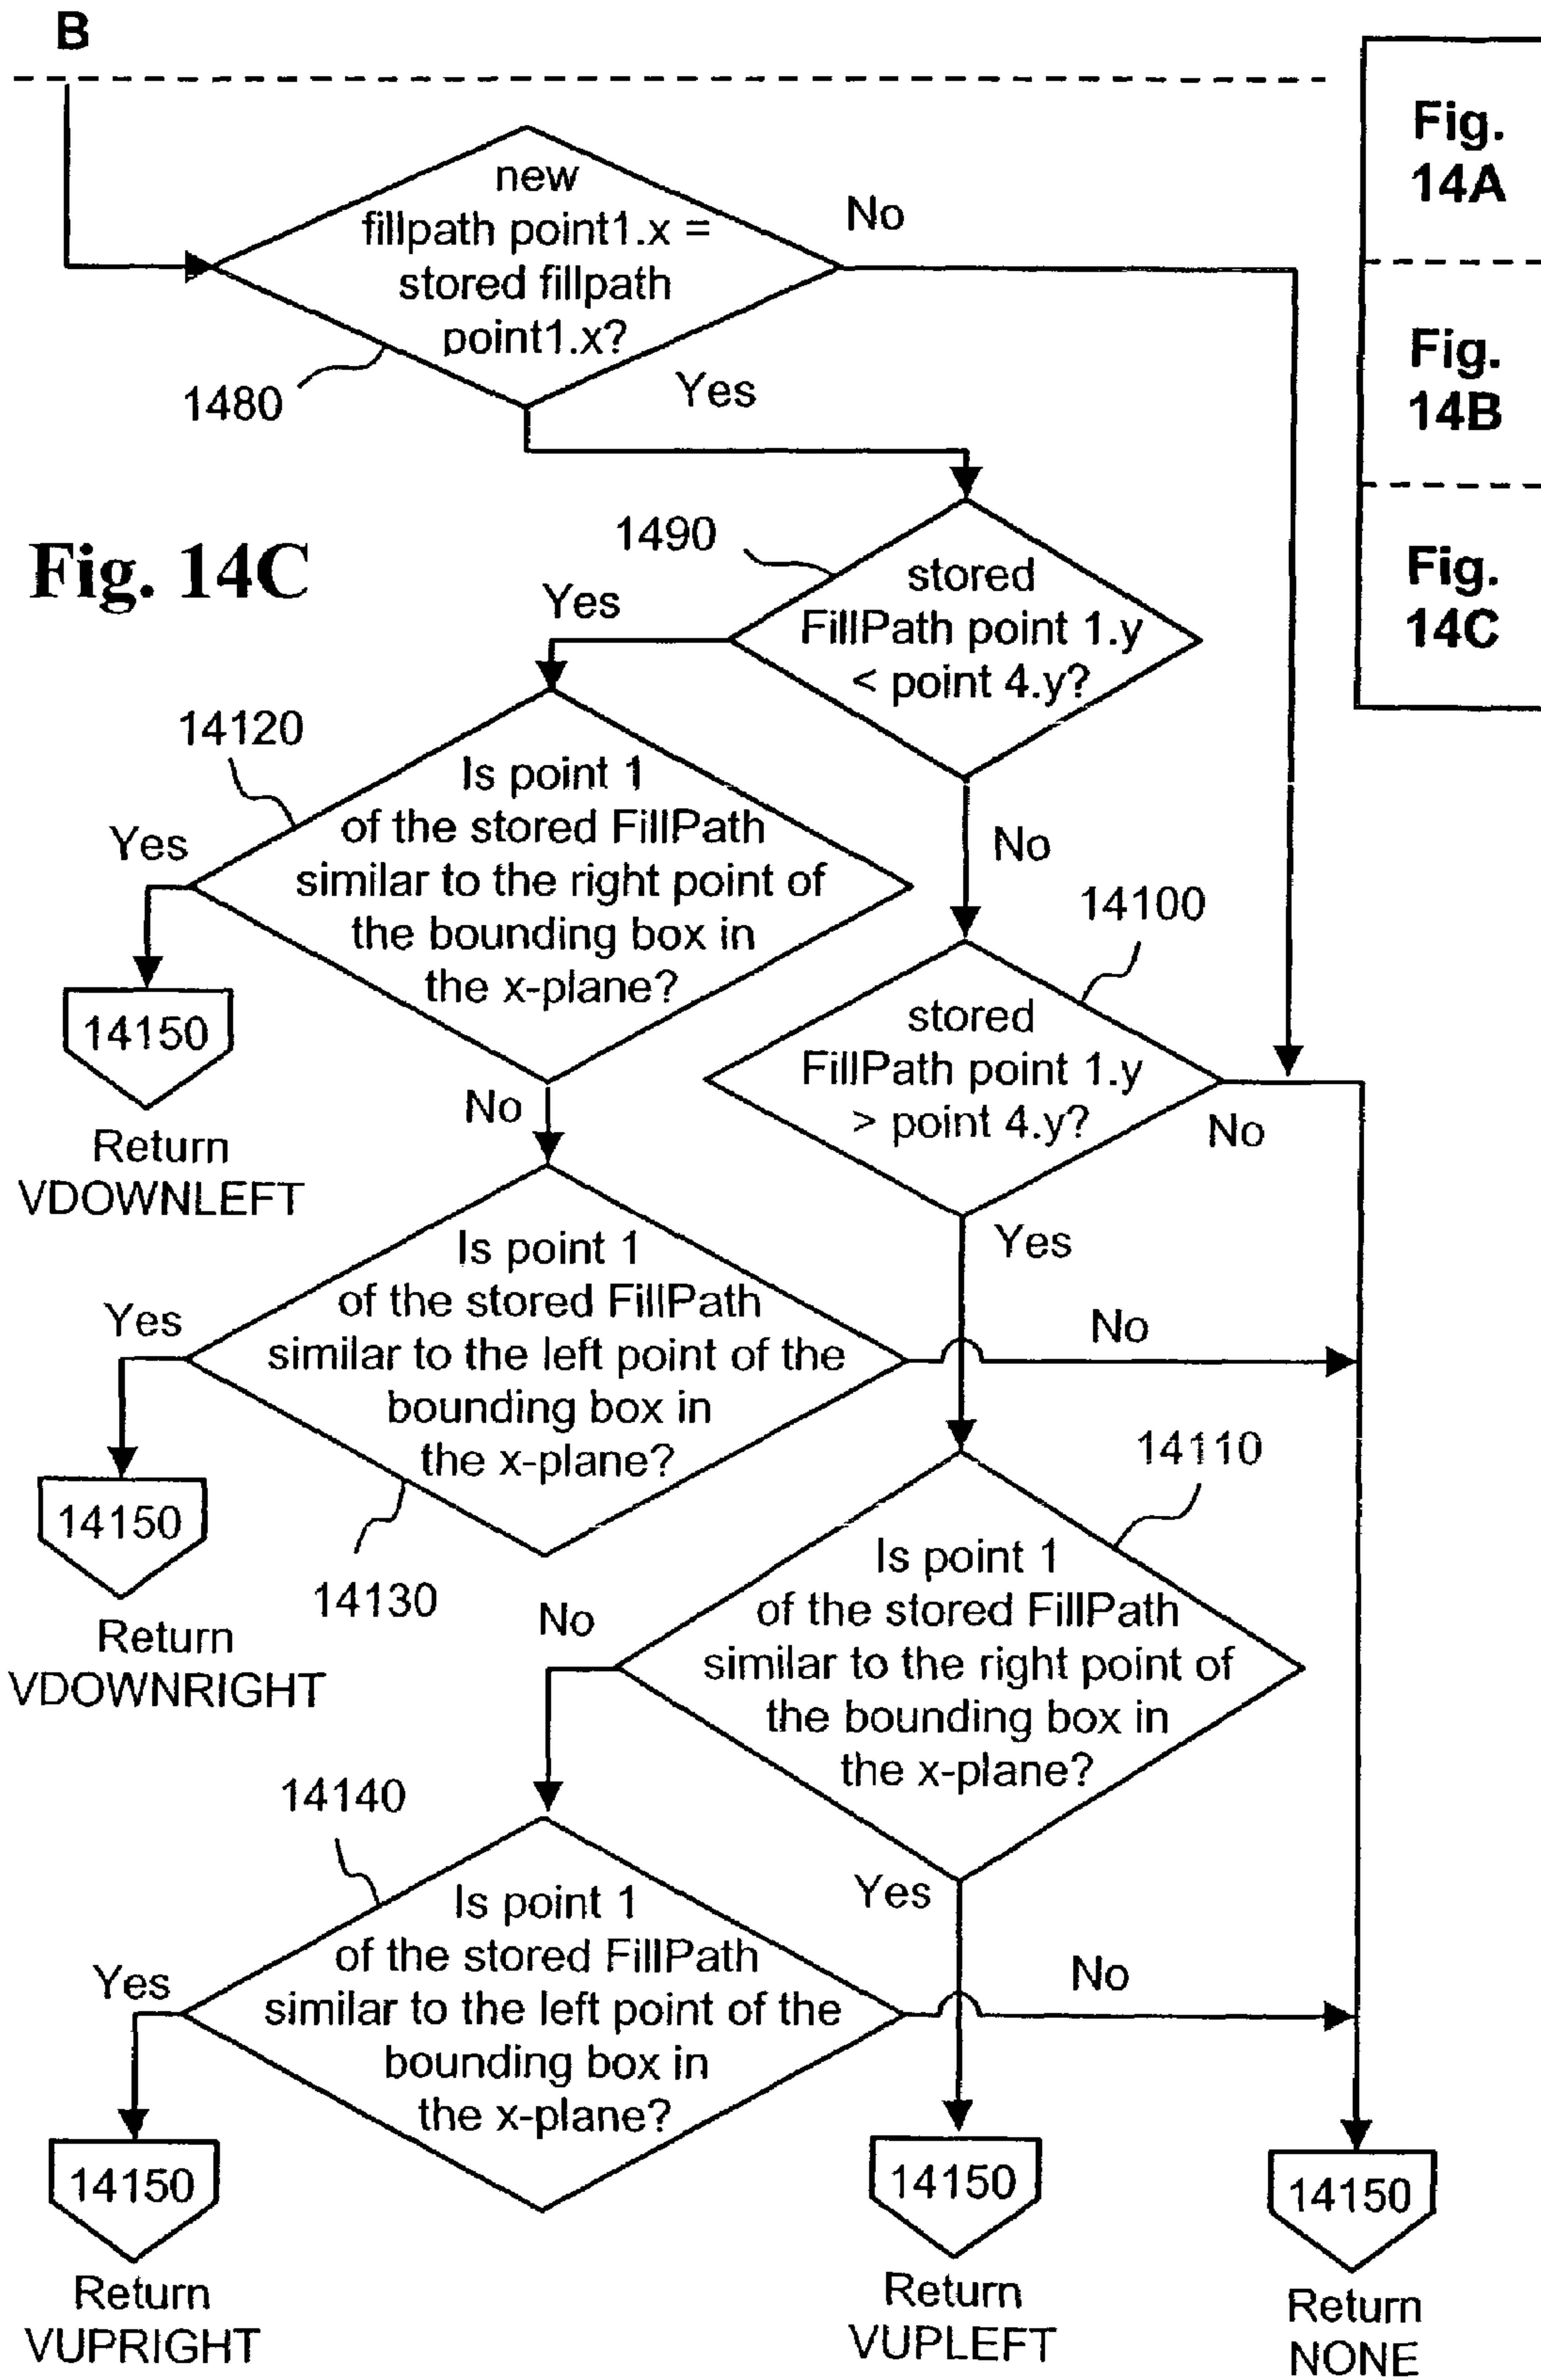 B
new
fillpath point1.x =
stored fillpath
point1.x?
No
Yes
1480
Fig.
14A
Fig.
14B
Fig.
14C
Fig. 14C
1490
stored
FillPath point 1.y
< point 4.y?
Yes
No
14120
Is point 1
of the stored FillPath
similar to the right point of
the bounding box in
the x-plane?
Yes
14150
Return
VDOWNLEFT
No
14100
stored
FillPath point 1.y
> point 4.y?
No
Yes
Is point 1
of the stored FillPath
similar to the left point of the
bounding box in
the x-plane?
Yes
No
14150
Return
VDOWNRIGHT
14130
14110
Is point 1
of the stored FillPath
similar to the right point of
the bounding box in
the x-plane?
No
Yes
14140
Is point 1
of the stored FillPath
similar to the left point of the
bounding box in
the x-plane?
Yes
No
14150
Return
VUPRIGHT
14150
Return
VUPLEFT
14150
Return
NONE